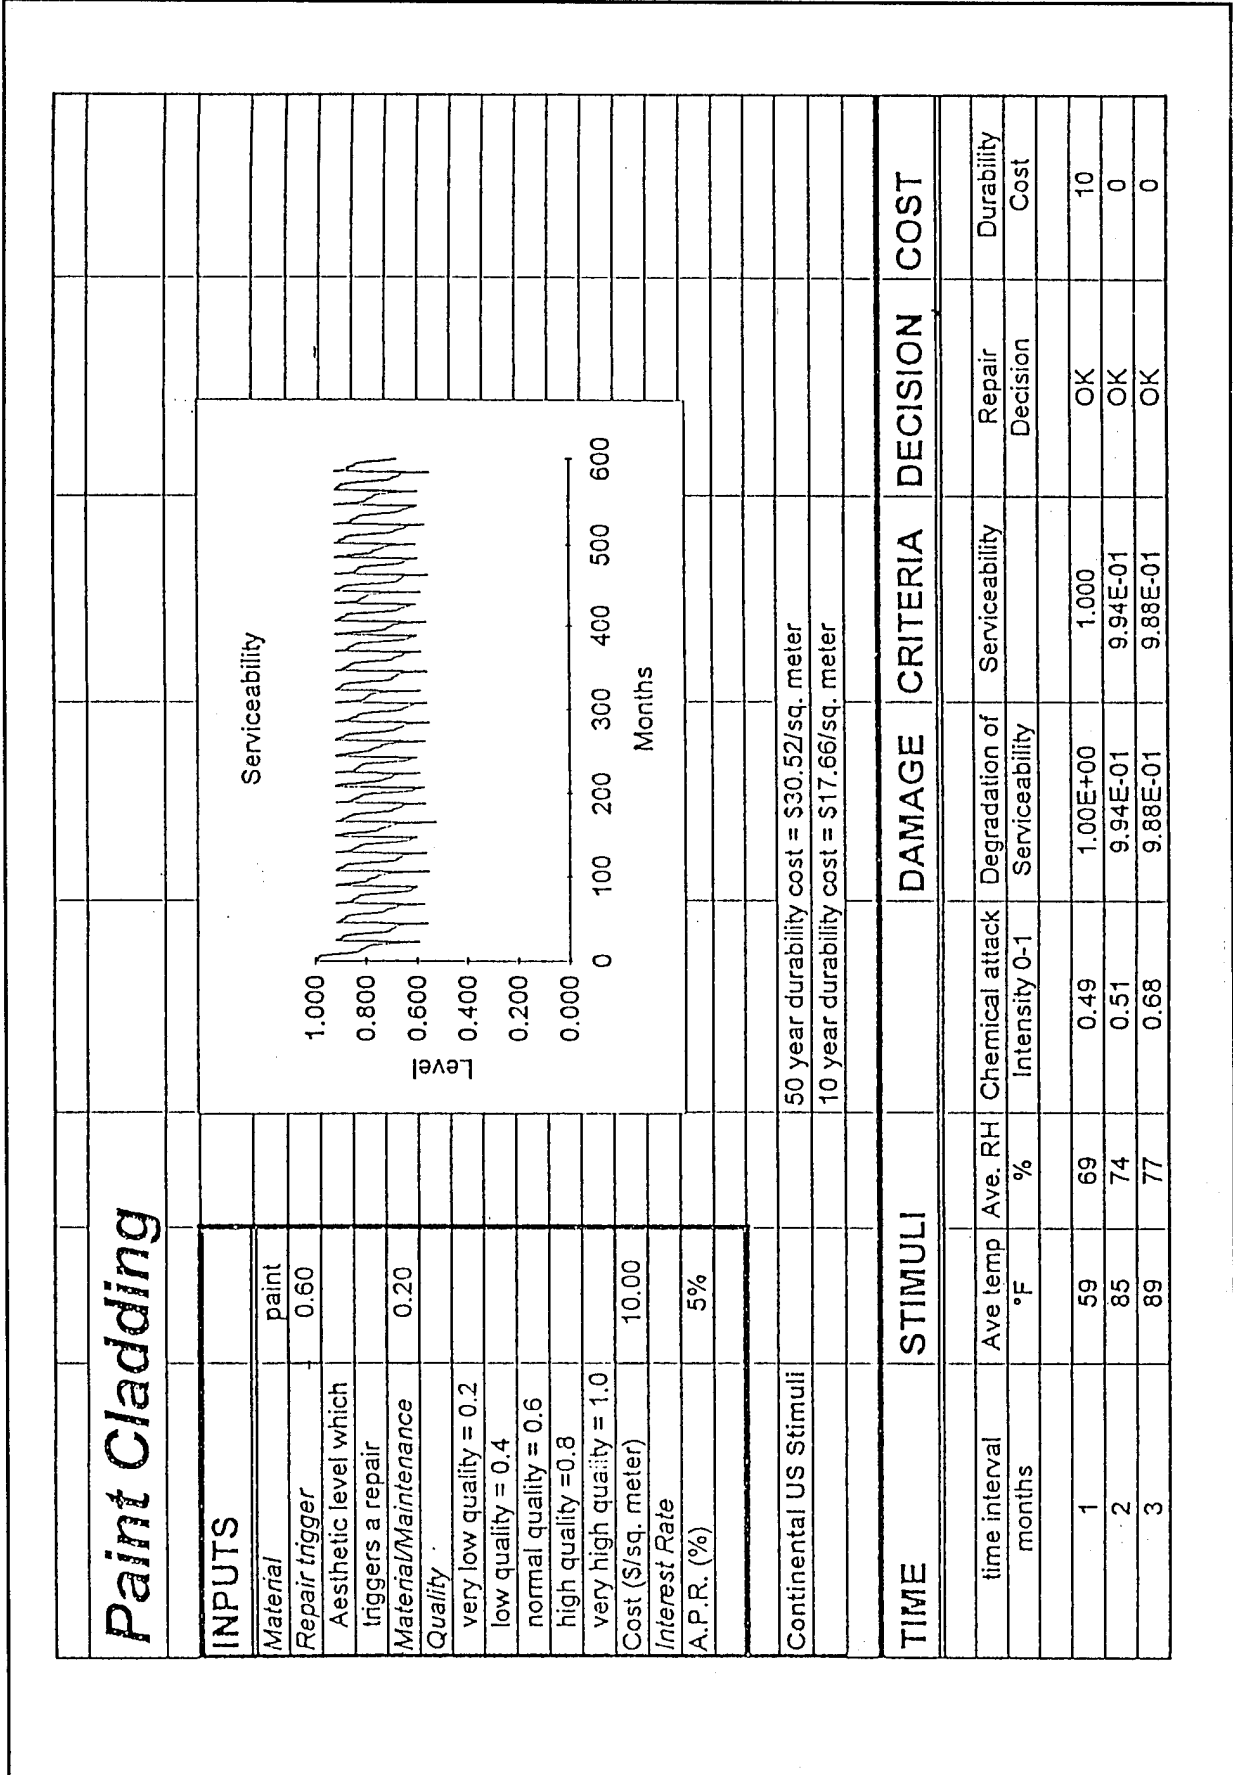 Paint Cladding
INPUTS
Material paint
Repair trigger 0.60
Aesthetic level which
triggers a repair
Material/Maintenance 0.20
Quality
very low quality = 0.2
low quality = 0.4
normal quality = 0.6
high quality =0.8
very high quality = 1.0
Cost ($/sq. meter) 10.00
Interest Rate
A.P.R. (%) 5%
Serviceability
Level
1.000
0.800
0.600
0.400
0.200
0.000
0 100 200 300 400 500 600
Months
Continental US Stimuli 50 year durability cost = $30.52/sq. meter
10 year durability cost = $17.66/sq. meter
TIME STIMULI DAMAGE CRITERIA DECISION COST
time interval Ave temp Ave. RH Chemical attack Degradation of Serviceability Repair Durability
months °F % Intensity 0-1 Serviceability Decision Cost
1 59 69 0.49 1.00E+00 1.000 OK 10
2 85 74 0.51 9.94E-01 9.94E-01 OK 0
3 89 77 0.68 9.88E-01 9.88E-01 OK 0